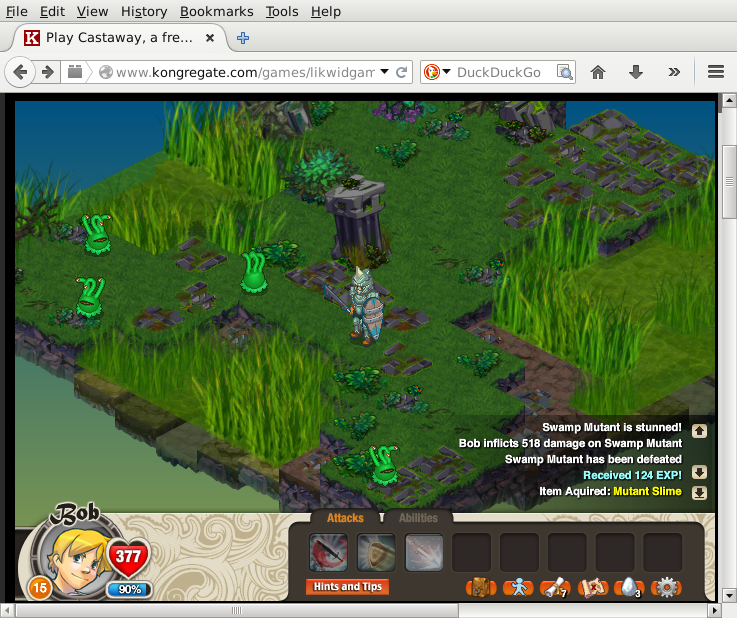 File Edit View History Bookmarks Tools Help
K Play Castaway, a fre...
www.kongregate.com/games/likwidgam
DuckDuckGo
Swamp Mutant is stunned!
Bob inflicts 518 damage on Swamp Mutant
Swamp Mutant has been defeated
Received 124 EXP!
Item Aquired: Mutant Slime
Bob
Attacks Abilities
377
15
90%
Hints and Tips
7
3